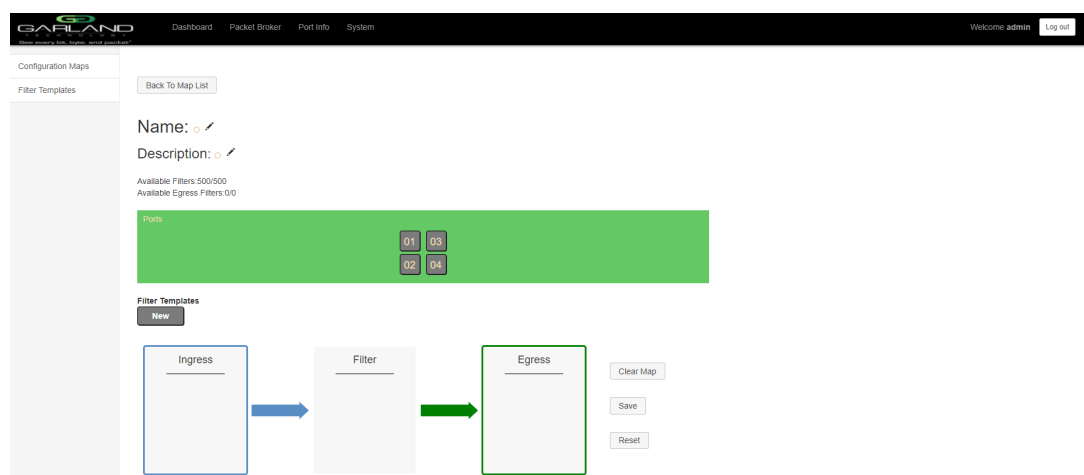 GARLAND
TECHNOLOGY
See every bit, byte, and packet®
Dashboard Packet Broker Port Info System
Welcome admin Log out
Configuration Maps
Filter Templates
Back To Map List
Name:
Description:
Available Filters:500/500
Available Egress Filters:0/0
Ports
01 03
02 04
Filter Templates
New
Ingress Filter Egress
Clear Map
Save
Reset